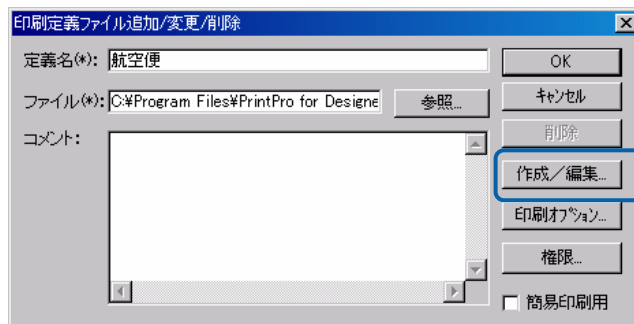 印刷定義ファイル追加/変更/削除
定義名(*): 航空便
OK
ファイル(*): C:¥Program Files¥PrintPro for Designe
参照...
キャンセル
コメント:
削除
作成／編集...
印刷オプション...
権限...
簡易印刷用